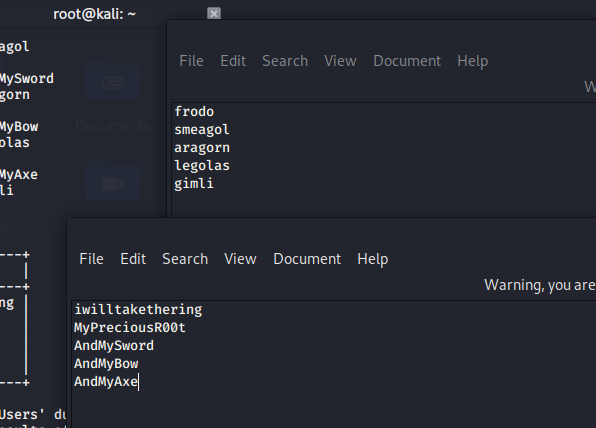 root@kali: ~
agol
MySword
gorn
MyBow
olas
MyAxe
li
Documents
ng
Users' du
File Edit Search View Document Help
W
frodo
smeagol
aragorn
legolas
gimli
File Edit Search View Document Help
Warning, you are
iwilltakethering
MyPreciousR00t
AndMySword
AndMyBow
AndMyAxe